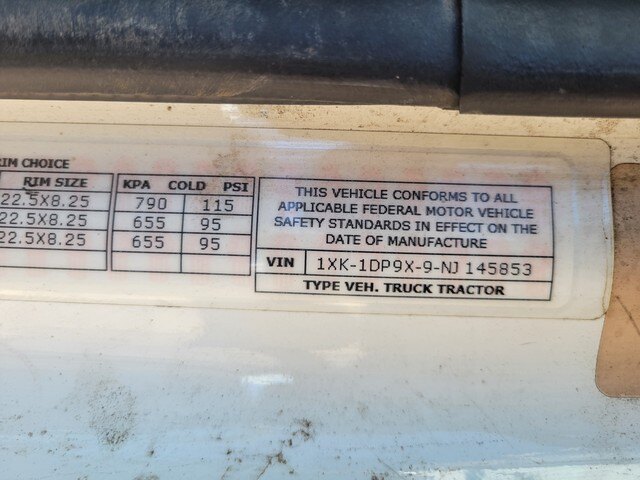 RIM CHOICE
RIM SIZE
22.5X8.25
22.5X8.25
22.5X8.25
KPA COLD PSI
790 115
655 95
655 95
THIS VEHICLE CONFORMS TO ALL
APPLICABLE FEDERAL MOTOR VEHICLE
SAFETY STANDARDS IN EFFECT ON THE
DATE OF MANUFACTURE
VIN 1XK-1DP9X-9-NJ 145853
TYPE VEH. TRUCK TRACTOR